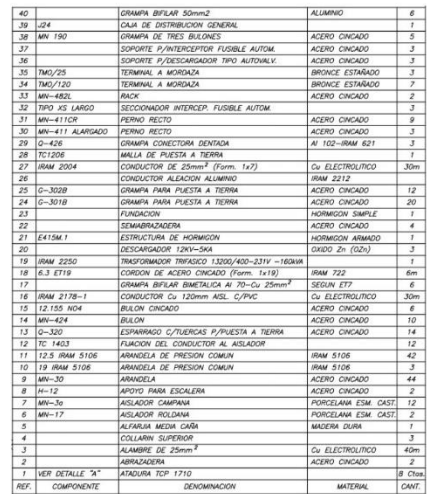 40 GRAMPA BIFILAR 50mm2 ALUMINIO 6
39 J24 CAJA DE DISTRIBUCION GENERAL 1
38 MN 190 GRAMPA DE TRES BULONES ACERO CINCADO 5
37 SOPORTE P/INTERCEPTOR FUSIBLE AUTOM. ACERO CINCADO 3
36 SOPORTE P/DESCARGADOR TIPO AUTOVALV. ACERO CINCADO 3
35 TMO/25 TERMINAL A MORDAZA BRONCE ESTAÑADO 3
34 TMO/120 TERMINAL A MORDAZA BRONCE ESTAÑADO 7
33 MN-482L RACK ACERO CINCADO 2
32 TIPO XS LARGO SECCIONADOR INTERCEP. FUSIBLE AUTOM. 3
31 MN-411CR PERNO RECTO ACERO CINCADO 9
30 MN-411 ALARGADO PERNO RECTO ACERO CINCADO 3
29 Q-426 GRAMPA CONECTORA DENTADA Al 102-IRAM 621 3
28 TC1206 MALLA DE PUESTA A TIERRA 1
27 IRAM 2004 CONDUCTOR DE 25mm² (Form. 1x7) Cu ELECTROLITICO 30m
26 CONDUCTOR ALEACION ALUMINIO IRAM 2212
25 G-302B GRAMPA PARA PUESTA A TIERRA ACERO CINCADO 12
24 G-301B GRAMPA PARA PUESTA A TIERRA ACERO CINCADO 20
23 FUNDACION HORMIGON SIMPLE 1
22 SEMIABRAZADERA ACERO CINCADO 4
21 E415M.1 ESTRUCTURA DE HORMIGON HORMIGON ARMADO 1
20 DESCARGADOR 12KV-5KA OXIDO Zn (OZn) 3
19 IRAM 2250 TRASFORMADOR TRIFASICO 13200/400-231V -160kVA 1
18 6.3 ET19 CORDON DE ACERO CINCADO (Form. 1x19) IRAM 722 6m
17 GRAMPA BIFILAR BIMETALICA Al 70-Cu 25mm² SEGUN ET7 6
16 IRAM 2178-1 CONDUCTOR Cu 120mm AISL. C/PVC Cu ELECTROLITICO 30m
15 12.155 NO4 BULON CINCADO ACERO CINCADO 6
14 MN-424 BULON ACERO CINCADO 10
13 Q-320 ESPARRAGO C/TUERCAS P/PUESTA A TIERRA ACERO CINCADO 14
12 TC 1403 FIJACION DEL CONDUCTOR AL AISLADOR 12
11 12.5 IRAM 5106 ARANDELA DE PRESION COMUN IRAM 5106 42
10 19 IRAM 5106 ARANDELA DE PRESION COMUN IRAM 5106 3
9 MN-30 ARANDELA ACERO CINCADO 44
8 H-12 APOYO PARA ESCALERA ACERO CINCADO 2
7 MN-3a AISLADOR CAMPANA PORCELANA ESM. CAST. 12
6 MN-17 AISLADOR ROLDANA PORCELANA ESM. CAST. 2
5 ALFARJIA MEDIA CAÑA MADERA DURA 1
4 COLLARIN SUPERIOR 3
3 ALAMBRE DE 25mm² Cu ELECTROLITICO 40m
2 ABRAZADERA ACERO CINCADO 2
1 VER DETALLE "A" ATADURA TCP 1710 8 Ctos.
REF. COMPONENTE DENOMINACION MATERIAL CANT.